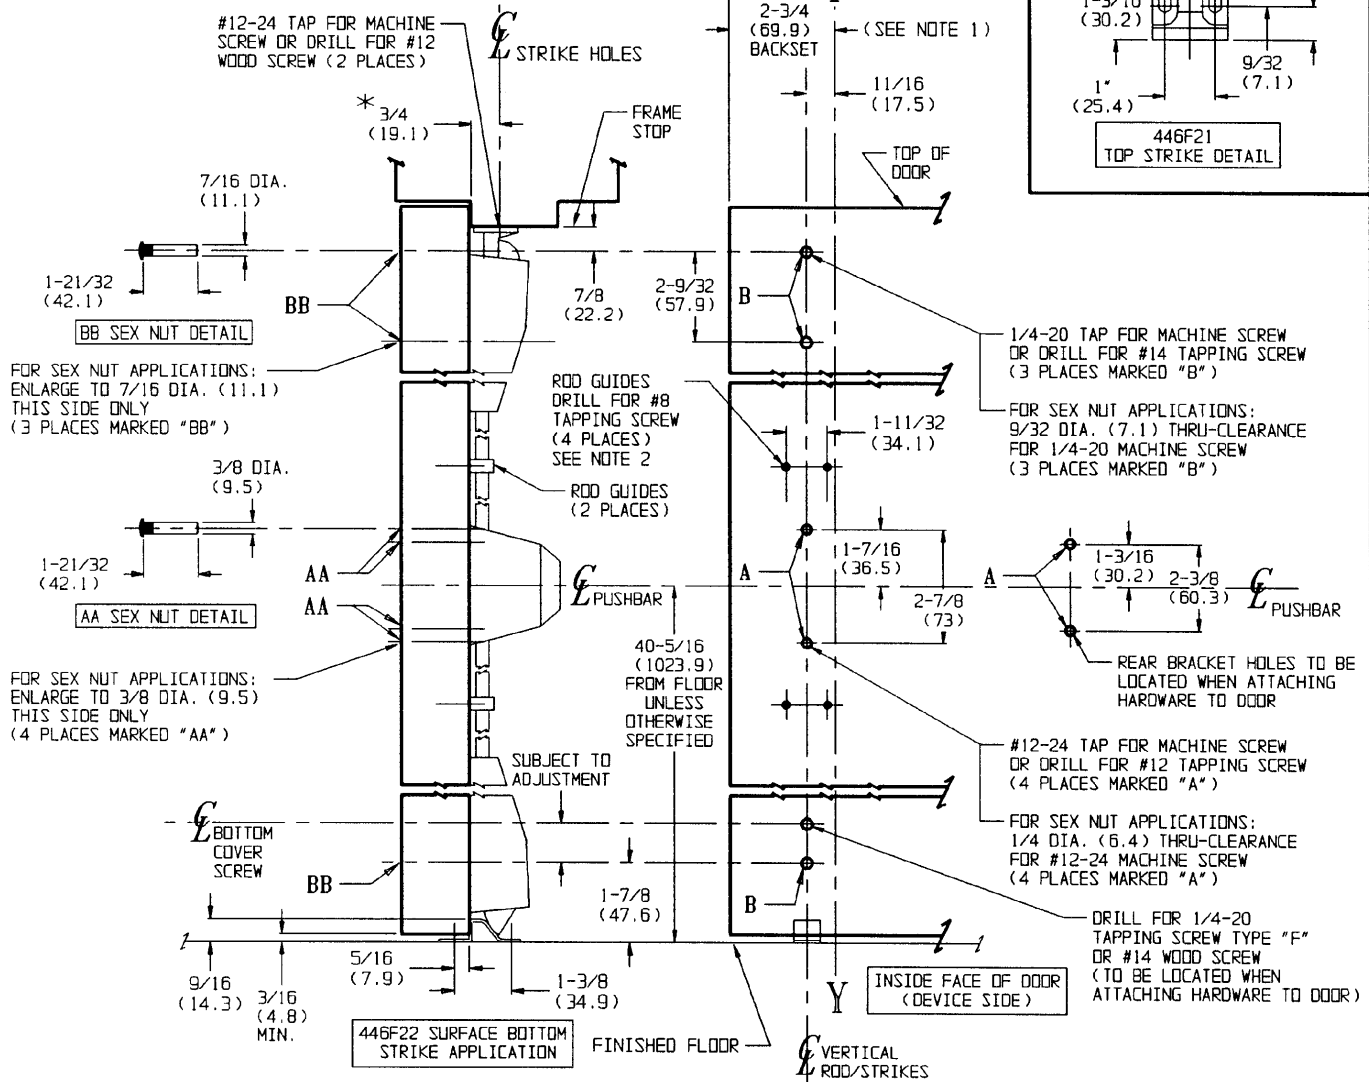 #12-24 TAP FOR MACHINE
SCREW OR DRILL FOR #12
WOOD SCREW (2 PLACES)
CL STRIKE HOLES
2-3/4
(69.9)
BACKSET
(SEE NOTE 1)
11/16
(17.5)
1-3/16
(30.2)
9/32
(7.1)
1"
(25.4)
446F21
TOP STRIKE DETAIL
* 3/4
(19.1)
FRAME
STOP
TOP OF
DOOR
7/16 DIA.
(11.1)
1-21/32
(42.1)
BB SEX NUT DETAIL
BB
7/8
(22.2)
2-9/32
(57.9)
B
1/4-20 TAP FOR MACHINE SCREW
OR DRILL FOR #14 TAPPING SCREW
(3 PLACES MARKED "B")
FOR SEX NUT APPLICATIONS:
9/32 DIA. (7.1) THRU-CLEARANCE
FOR 1/4-20 MACHINE SCREW
(3 PLACES MARKED "B")
FOR SEX NUT APPLICATIONS:
ENLARGE TO 7/16 DIA. (11.1)
THIS SIDE ONLY
(3 PLACES MARKED "BB")
ROD GUIDES
DRILL FOR #8
TAPPING SCREW
(4 PLACES)
SEE NOTE 2
1-11/32
(34.1)
ROD GUIDES
(2 PLACES)
3/8 DIA.
(9.5)
1-21/32
(42.1)
AA SEX NUT DETAIL
AA
AA
CL PUSHBAR
A
1-7/16
(36.5)
2-7/8
(73)
A
1-3/16
(30.2)
2-3/8
(60.3)
CL PUSHBAR
REAR BRACKET HOLES TO BE
LOCATED WHEN ATTACHING
HARDWARE TO DOOR
FOR SEX NUT APPLICATIONS:
ENLARGE TO 3/8 DIA. (9.5)
THIS SIDE ONLY
(4 PLACES MARKED "AA")
40-5/16
(1023.9)
FROM FLOOR
UNLESS
OTHERWISE
SPECIFIED
#12-24 TAP FOR MACHINE SCREW
OR DRILL FOR #12 TAPPING SCREW
(4 PLACES MARKED "A")
FOR SEX NUT APPLICATIONS:
1/4 DIA. (6.4) THRU-CLEARANCE
FOR #12-24 MACHINE SCREW
(4 PLACES MARKED "A")
SUBJECT TO
ADJUSTMENT
CL BOTTOM
COVER
SCREW
BB
1-7/8
(47.6)
B
DRILL FOR 1/4-20
TAPPING SCREW TYPE "F"
OR #14 WOOD SCREW
(TO BE LOCATED WHEN
ATTACHING HARDWARE TO DOOR)
9/16
(14.3)
3/16
(4.8)
MIN.
5/16
(7.9)
1-3/8
(34.9)
446F22 SURFACE BOTTOM
STRIKE APPLICATION
FINISHED FLOOR
Y
INSIDE FACE OF DOOR
(DEVICE SIDE)
CL VERTICAL
ROD/STRIKES